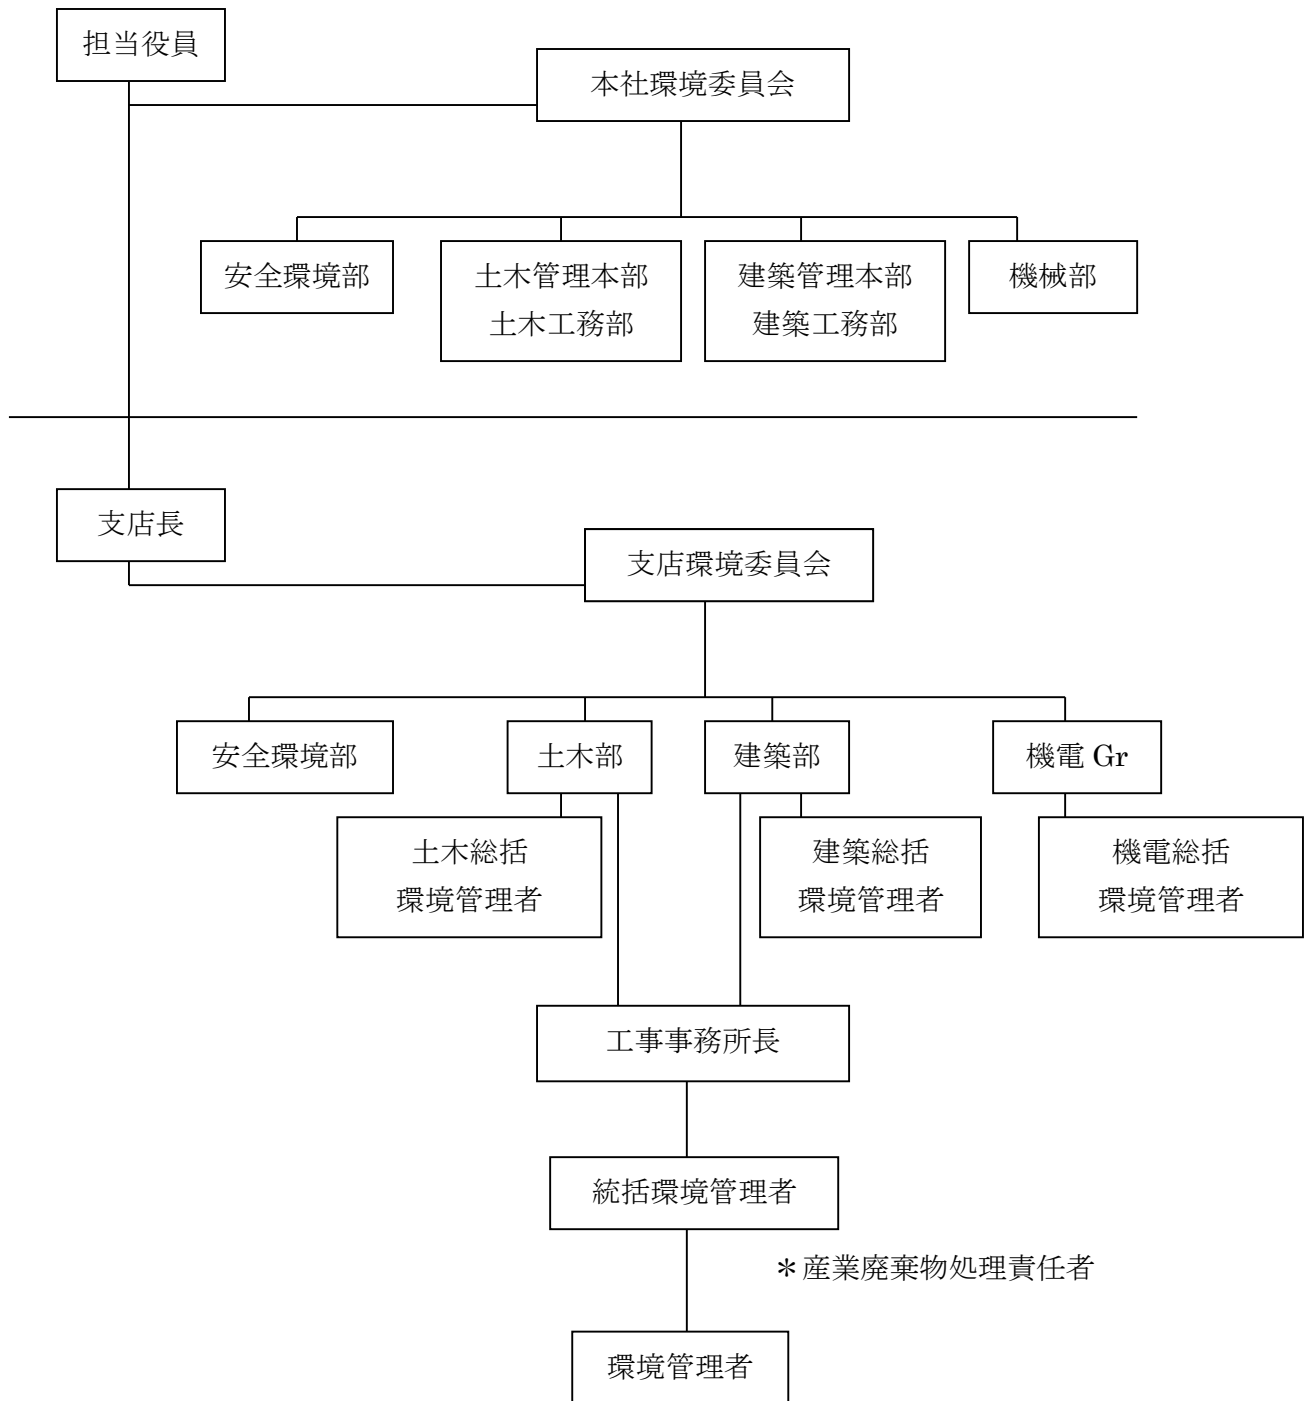 担当役員
本社環境委員会
安全環境部
土木管理本部
土木工務部
建築管理本部
建築工務部
機械部
支店長
支店環境委員会
安全環境部
土木部
建築部
機電 Gr
土木総括
環境管理者
建築総括
環境管理者
機電総括
環境管理者
工事事務所長
統括環境管理者
＊産業廃棄物処理責任者
環境管理者